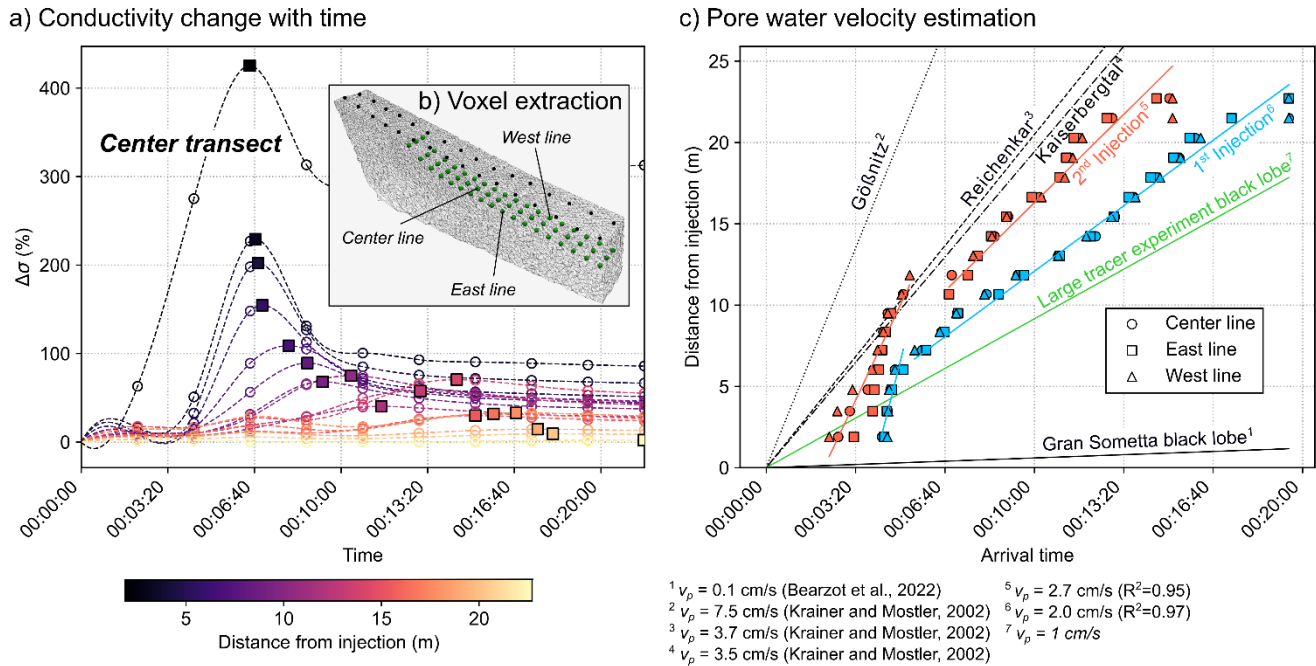 a) Conductivity change with time
Δσ (%)
400
300
200
100
0
Center transect
b) Voxel extraction
West line
Center line
East line
00:00:00
00:03:20
00:06:40
00:10:00
00:13:20
00:16:40
00:20:00
Time
5
10
15
20
Distance from injection (m)
c) Pore water velocity estimation
Distance from injection (m)
25
20
15
10
5
0
Gößnitz²
Reichenkar³
Kaiserbergtal⁴
2nd Injection⁵
1st Injection⁶
Large tracer experiment black lobe⁷
Center line
East line
West line
Gran Sometta black lobe¹
00:00:00
00:03:20
00:06:40
00:10:00
00:13:20
00:16:40
00:20:00
Arrival time
¹ vp = 0.1 cm/s (Bearzot et al., 2022)
² vp = 7.5 cm/s (Krainer and Mostler, 2002)
³ vp = 3.7 cm/s (Krainer and Mostler, 2002)
⁴ vp = 3.5 cm/s (Krainer and Mostler, 2002)
⁵ vp = 2.7 cm/s (R²=0.95)
⁶ vp = 2.0 cm/s (R²=0.97)
⁷ vp = 1 cm/s